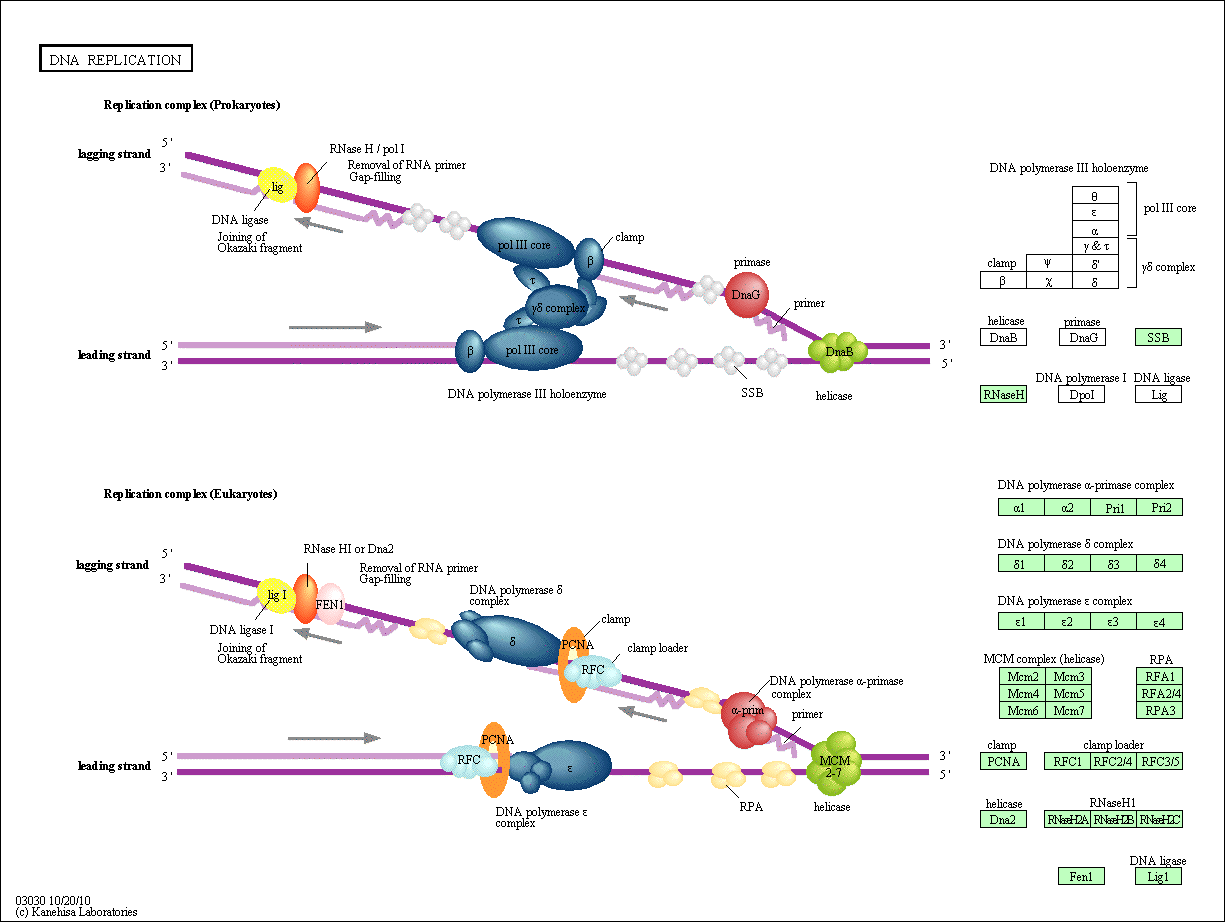 DNA REPLICATION
Replication complex (Prokaryotes)
lagging strand
5'
3'
RNase H / pol I
Removal of RNA primer
Gap-filling
lig
DNA ligase
Joining of
Okazaki fragment
pol III core
clamp
β
τ
γδ complex
τ
primase
DnaG
primer
leading strand
5'
3'
β
pol III core
DnaB
3'
5'
DNA polymerase III holoenzyme
SSB
helicase
DNA polymerase III holoenzyme
θ
ε
α
pol III core
γ & τ
clamp
ψ
δ'
γδ complex
β
χ
δ
helicase
primase
DnaB
DnaG
SSB
DNA polymerase I
DNA ligase
RNaseH
DpoI
Lig
Replication complex (Eukaryotes)
lagging strand
5'
3'
RNase HI or Dna2
Removal of RNA primer
Gap-filling
lig I
FEN1
DNA ligase I
Joining of
Okazaki fragment
DNA polymerase δ
complex
δ
clamp
PCNA
RFC
clamp loader
DNA polymerase α-primase
complex
α-prim
primer
leading strand
5'
3'
PCNA
RFC
ε
MCM
2-7
3'
5'
DNA polymerase ε
complex
RPA
helicase
DNA polymerase α-primase complex
α1 α2 Pri1 Pri2
DNA polymerase δ complex
δ1 δ2 δ3 δ4
DNA polymerase ε complex
ε1 ε2 ε3 ε4
MCM complex (helicase)
RPA
Mcm2 Mcm3
RFA1
Mcm4 Mcm5
RFA2/4
Mcm6 Mcm7
RPA3
clamp
clamp loader
PCNA
RFC1 RFC2/4 RFC3/5
helicase
RNaseH1
Dna2
RNaseH2A RNaseH2B RNaseH2C
DNA ligase
Fen1
Lig1
03030 10/20/10
(c) Kanehisa Laboratories